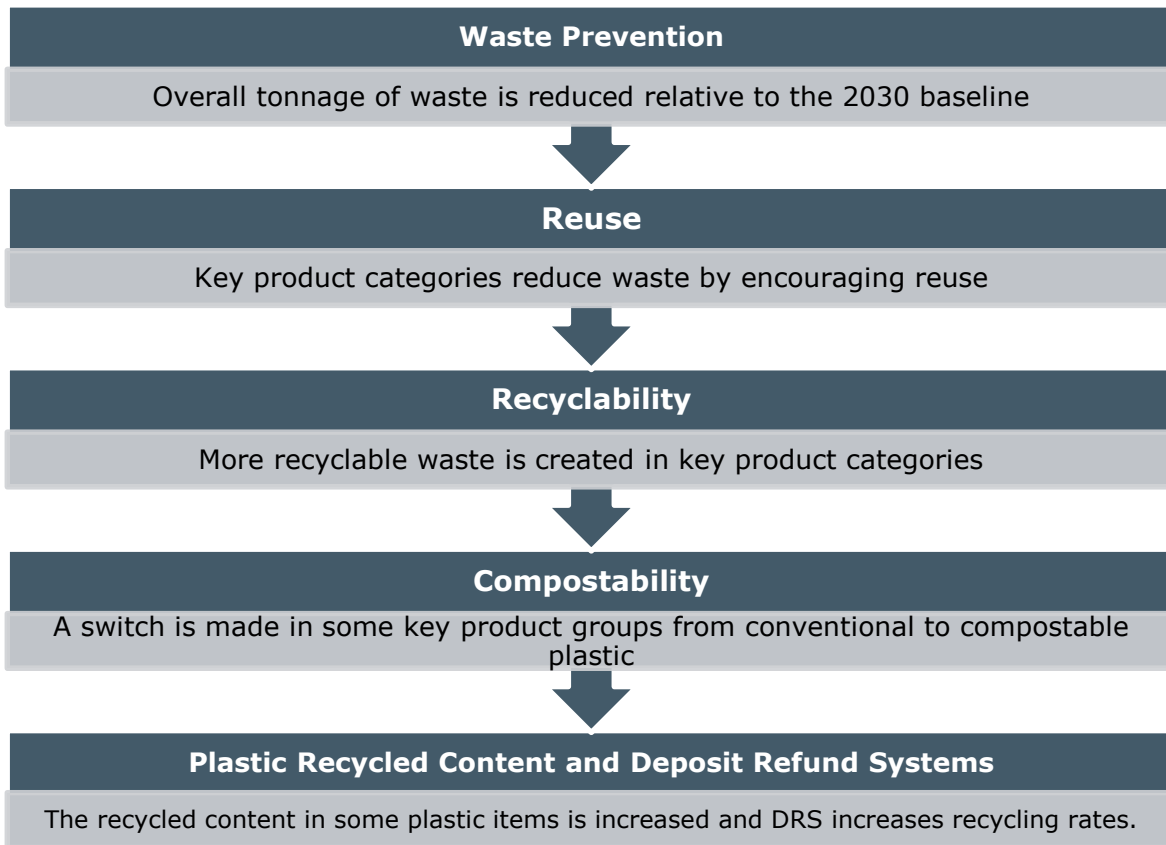 Waste Prevention
Overall tonnage of waste is reduced relative to the 2030 baseline
Reuse
Key product categories reduce waste by encouraging reuse
Recyclability
More recyclable waste is created in key product categories
Compostability
A switch is made in some key product groups from conventional to compostable
plastic
Plastic Recycled Content and Deposit Refund Systems
The recycled content in some plastic items is increased and DRS increases recycling rates.